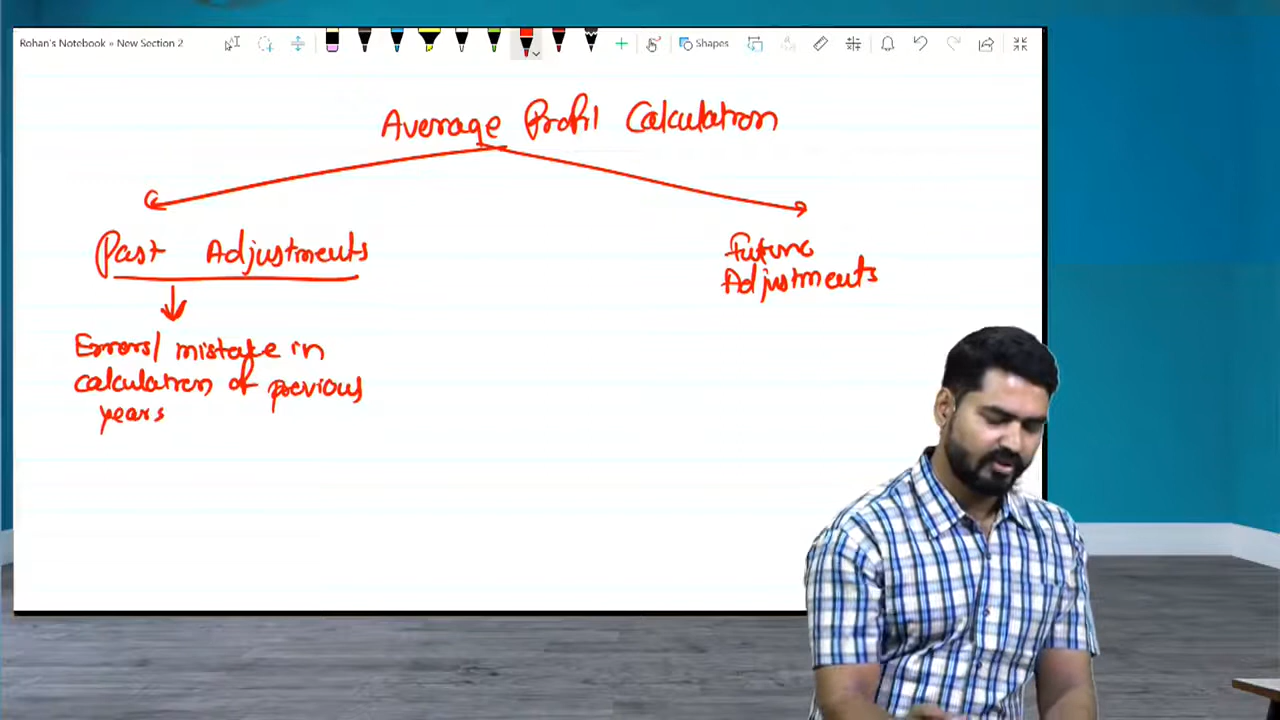 Rohan's Notebook » New Section 2
Shapes
Average Profit Calculation
Past Adjustments
Future
Adjustments
Errors/ mistake in
calculation of previous
years